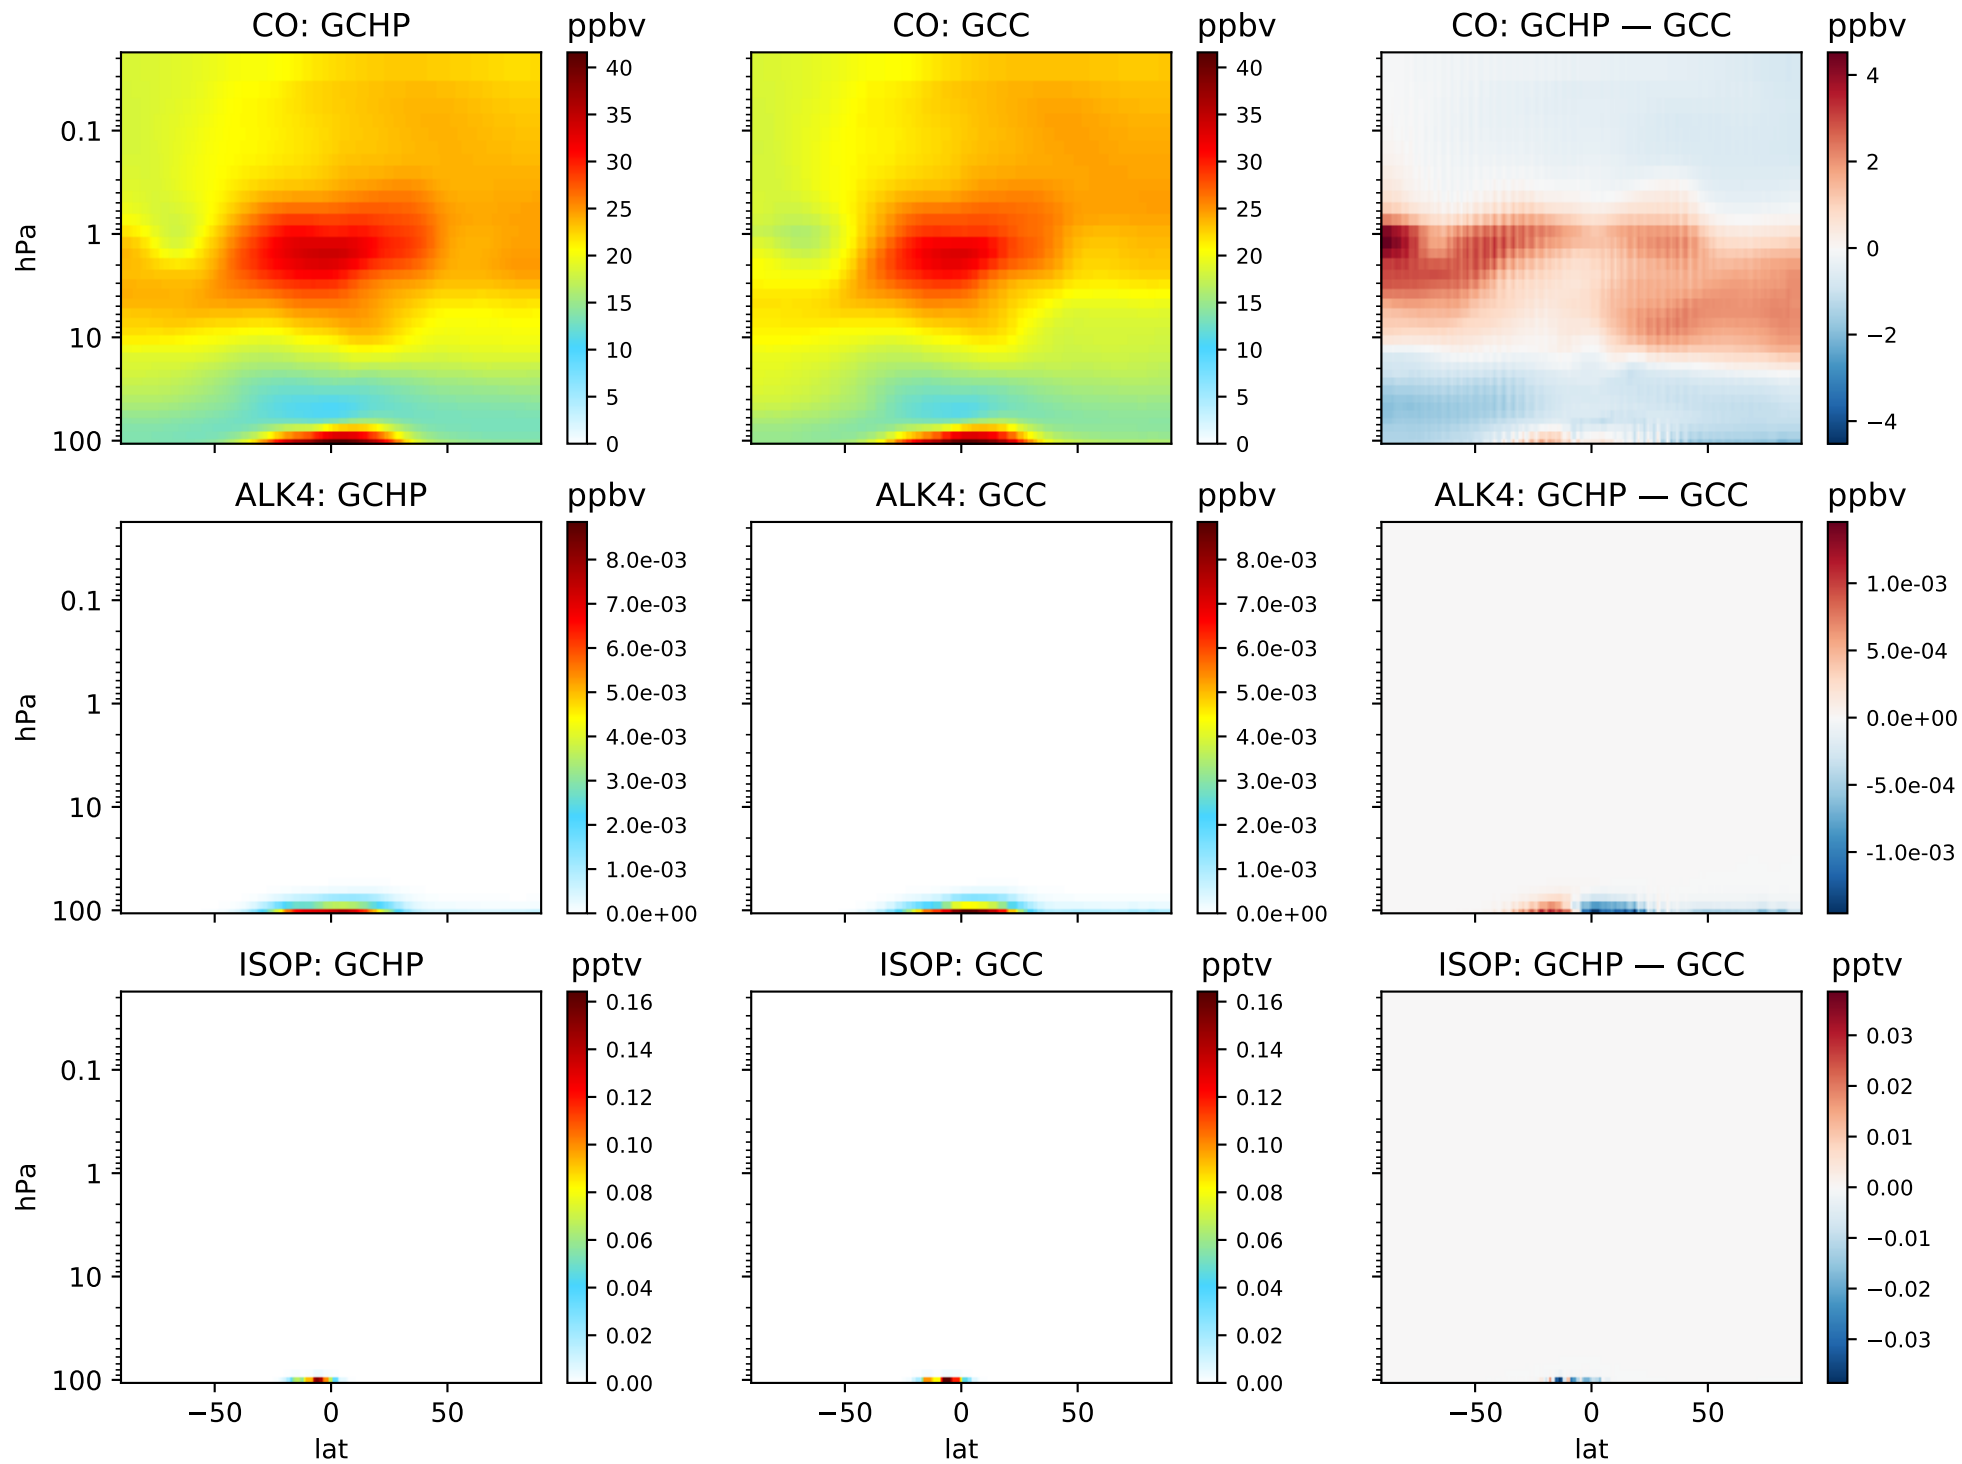 CO: GCHP
ppbv
CO: GCC
ppbv
CO: GCHP — GCC
ppbv
hPa
0.1
1
10
100
40
35
30
25
20
15
10
5
0
40
35
30
25
20
15
10
5
0
4
2
0
−2
−4
ALK4: GCHP
ppbv
ALK4: GCC
ppbv
ALK4: GCHP — GCC
ppbv
hPa
0.1
1
10
100
8.0e-03
7.0e-03
6.0e-03
5.0e-03
4.0e-03
3.0e-03
2.0e-03
1.0e-03
0.0e+00
8.0e-03
7.0e-03
6.0e-03
5.0e-03
4.0e-03
3.0e-03
2.0e-03
1.0e-03
0.0e+00
1.0e-03
5.0e-04
0.0e+00
-5.0e-04
-1.0e-03
ISOP: GCHP
pptv
ISOP: GCC
pptv
ISOP: GCHP — GCC
pptv
hPa
0.1
1
10
100
0.16
0.14
0.12
0.10
0.08
0.06
0.04
0.02
0.00
0.16
0.14
0.12
0.10
0.08
0.06
0.04
0.02
0.00
0.03
0.02
0.01
0.00
−0.01
−0.02
−0.03
−50 0 50
−50 0 50
−50 0 50
lat
lat
lat